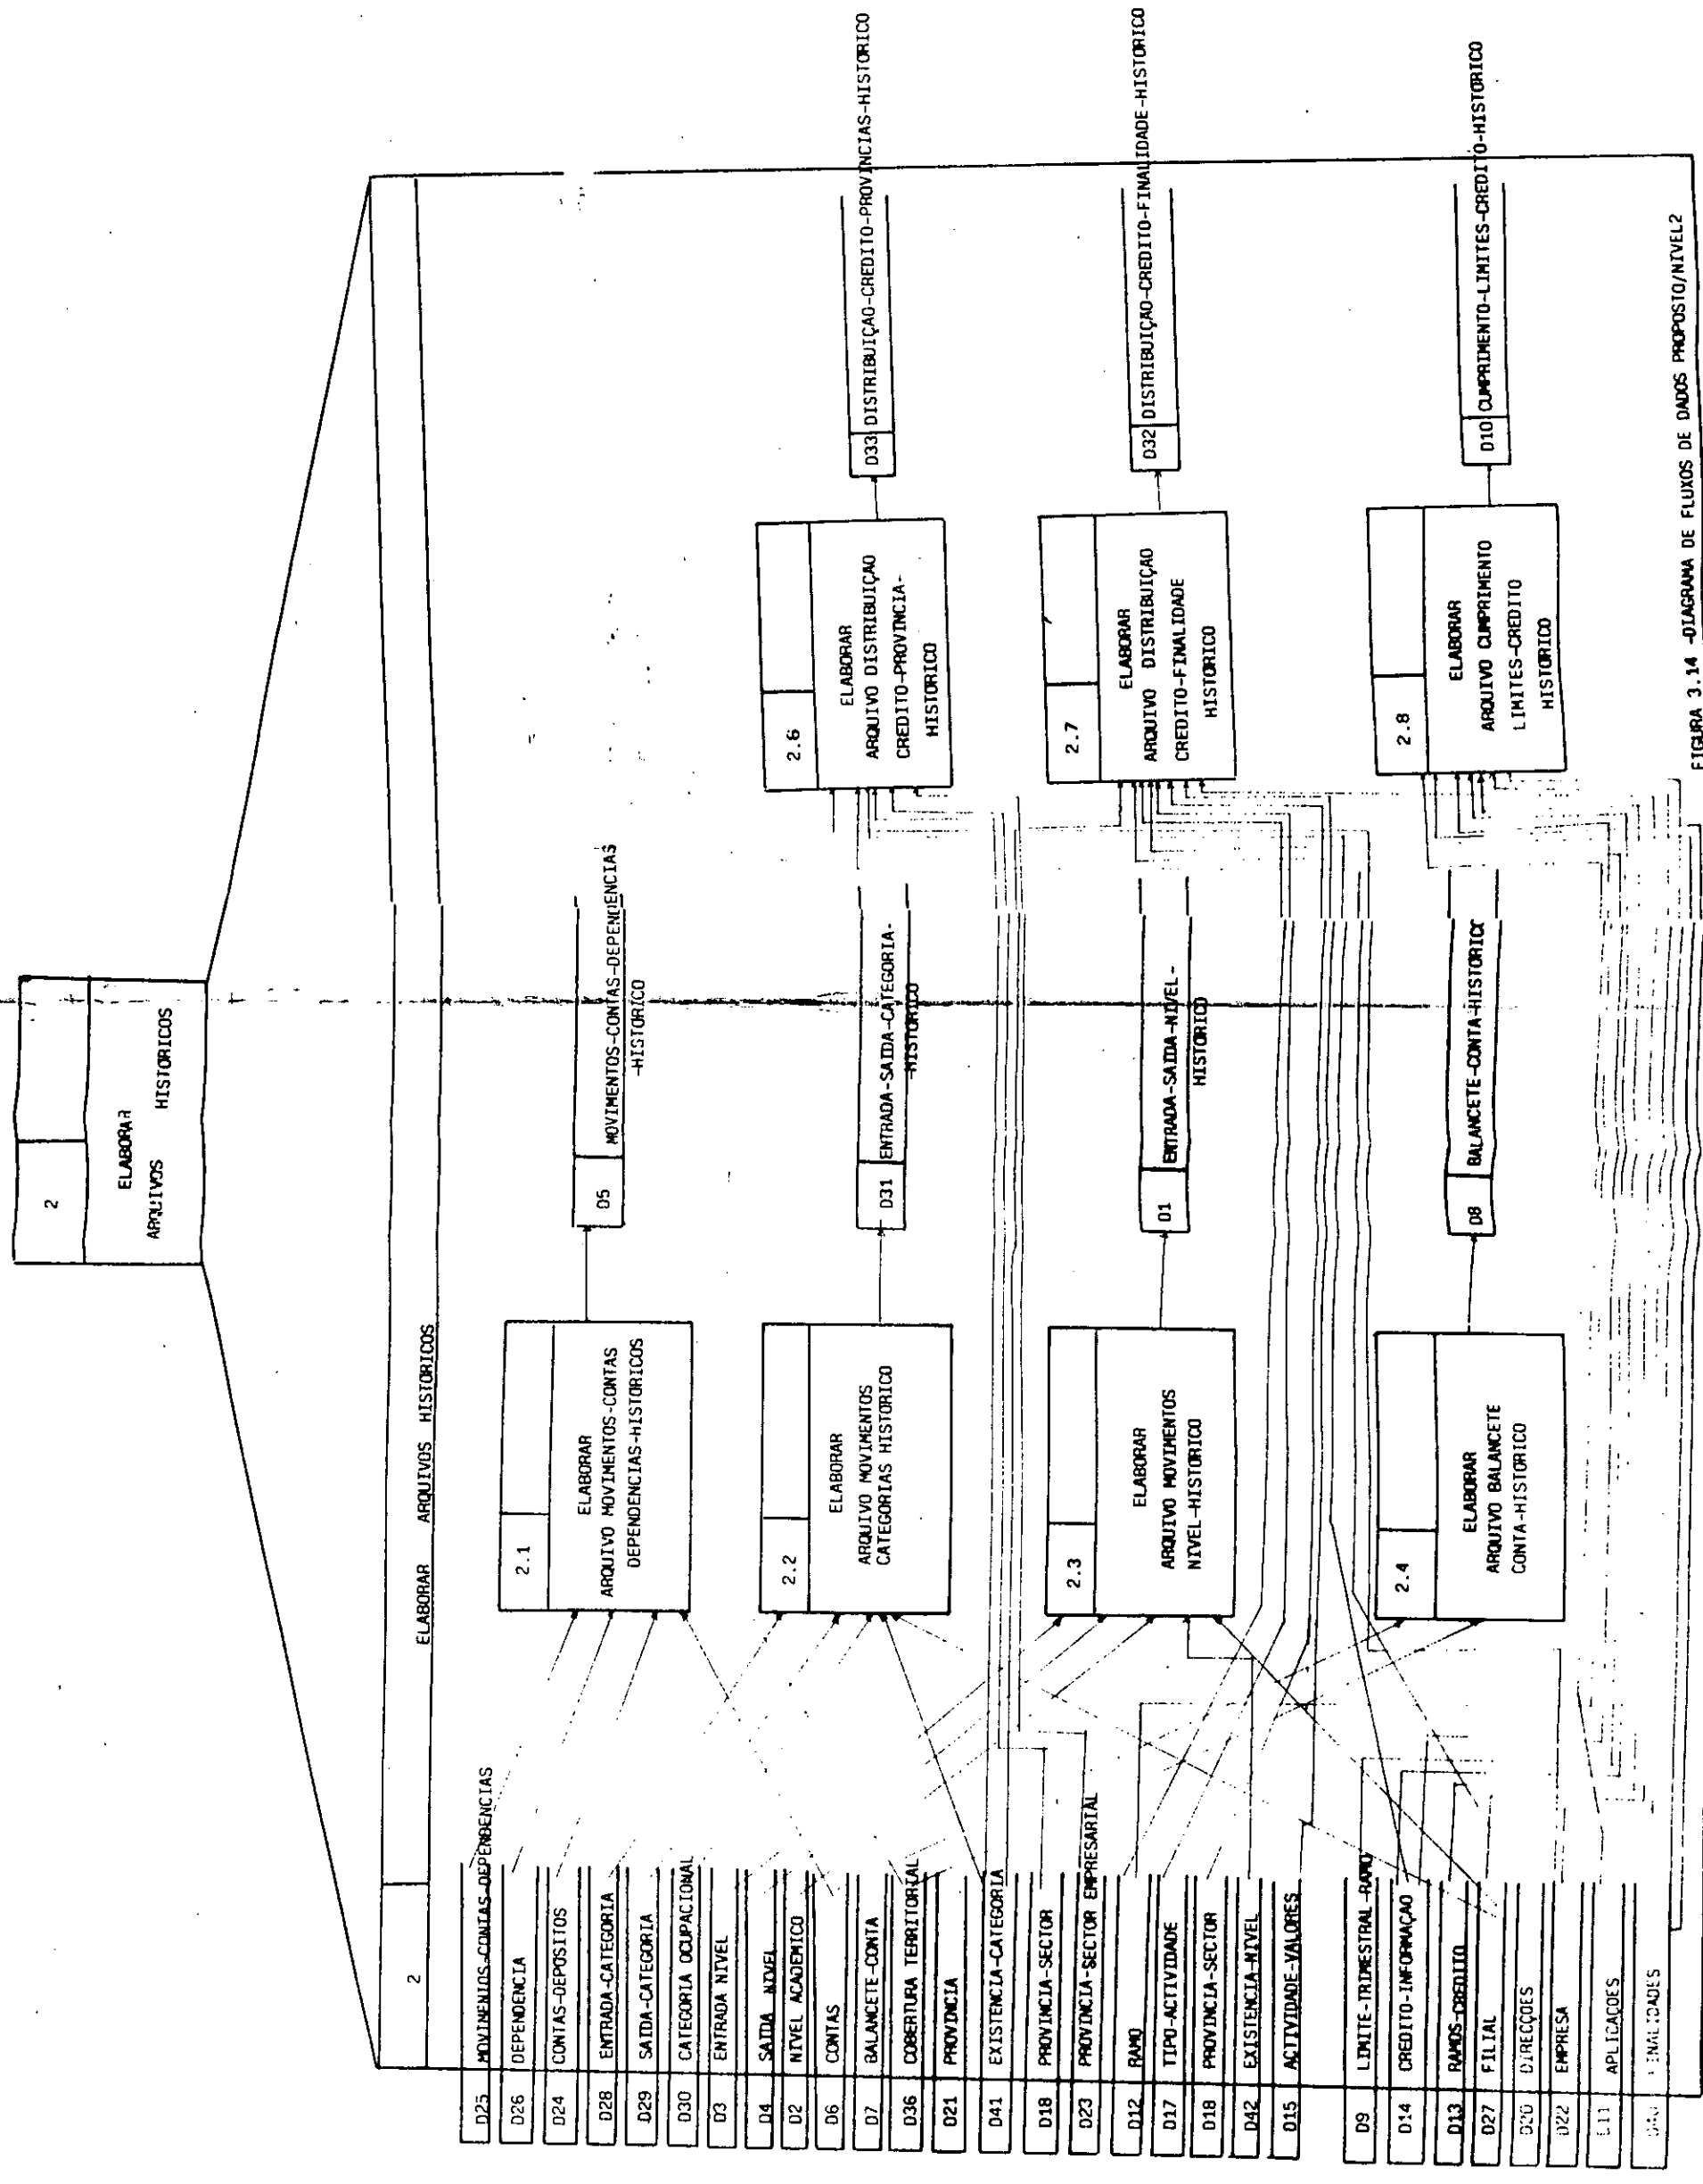 2
ELABORAR
ARQUIVOS HISTORICOS
2
ELABORAR ARQUIVOS HISTORICOS
D25 MOVIMENTOS-CONTAS-DEPENDENCIAS
D26 DEPENDENCIA
D24 CONTAS-DEPOSITOS
D28 ENTRADA-CATEGORIA
D29 SAIDA-CATEGORIA
D30 CATEGORIA OCUPACIONAL
D3 ENTRADA NIVEL
D4 SAIDA NIVEL
D2 NIVEL ACADEMICO
D6 CONTAS
D7 BALANCETE-CONTA
D36 COBERTURA TERRITORIAL
D21 PROVINCIA
D41 EXISTENCIA-CATEGORIA
D18 PROVINCIA-SECTOR
D23 PROVINCIA-SECTOR EMPRESARIAL
D12 RAMO
D17 TIPO-ACTIVIDADE
D18 PROVINCIA-SECTOR
D42 EXISTENCIA-NIVEL
D15 ACTIVIDADE-VALORES
D9 LIMITE-TRIMESTRAL-RAMO
D14 CREDITO-INFORMAÇAO
D13 RAMOS-CREDITO
D27 FILIAL
D20 DIRECÇOES
D22 EMPRESA
D11 APLICAÇOES
FINALIDADES
2.1
ELABORAR
ARQUIVO MOVIMENTOS-CONTAS
DEPENDENCIAS-HISTORICOS
D5 MOVIMENTOS-CONTAS-DEPENDENCIAS
-HISTORICO
2.2
ELABORAR
ARQUIVO MOVIMENTOS
CATEGORIAS HISTORICO
D31 ENTRADA-SAIDA-CATEGORIA-
-HISTORICO
2.3
ELABORAR
ARQUIVO MOVIMENTOS
NIVEL-HISTORICO
D1 ENTRADA-SAIDA-NIVEL-
HISTORICO
2.4
ELABORAR
ARQUIVO BALANCETE
CONTA-HISTORICO
D8 BALANCETE-CONTA-HISTORICO
2.6
ELABORAR
ARQUIVO DISTRIBUIÇAO
CREDITO-PROVINCIA-
HISTORICO
D33 DISTRIBUIÇAO-CREDITO-PROVINCIAS-HISTORICO
2.7
ELABORAR
ARQUIVO DISTRIBUIÇAO
CREDITO-FINALIDADE
HISTORICO
D32 DISTRIBUIÇAO-CREDITO-FINALIDADE-HISTORICO
2.8
ELABORAR
ARQUIVO CUMPRIMENTO
LIMITES-CREDITO
HISTORICO
D10 CUMPRIMENTO-LIMITES-CREDITO-HISTORICO
FIGURA 3.14 -DIAGRAMA DE FLUXOS DE DADOS PROPOSTO/NIVEL2